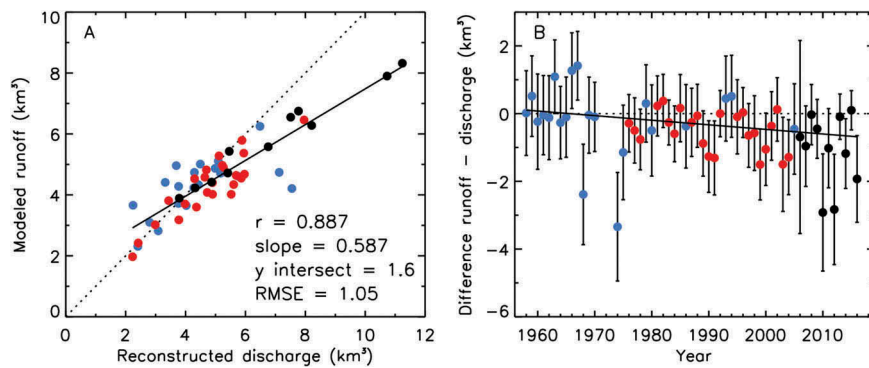 A
Modeled runoff (km³)
10
8
6
4
2
0
r = 0.887
slope = 0.587
y intersect = 1.6
RMSE = 1.05
0 2 4 6 8 10 12
Reconstructed discharge (km³)
B
Difference runoff – discharge (km³)
2
0
−2
−4
−6
1960 1970 1980 1990 2000 2010
Year